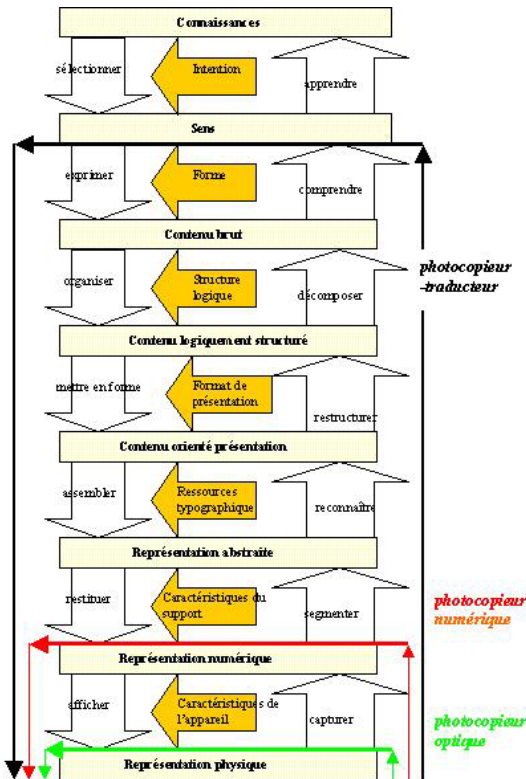 Connaissances
sélectionner
Intention
apprendre
Sens
exprimer
Forme
comprendre
Contenu brut
organiser
Structure
logique
décomposer
photocopieur
-traducteur
Contenu logiquement structuré
mettre en forme
Format de
présentation
restructurer
Contenu orienté présentation
assembler
Ressources
typographique
reconnaître
Représentation abstraite
restituer
Caractéristiques du
support
segmenter
photocopieur
numérique
Représentation numérique
afficher
Caractéristiques de
l'appareil
capturer
photocopieur
optique
Représentation physique